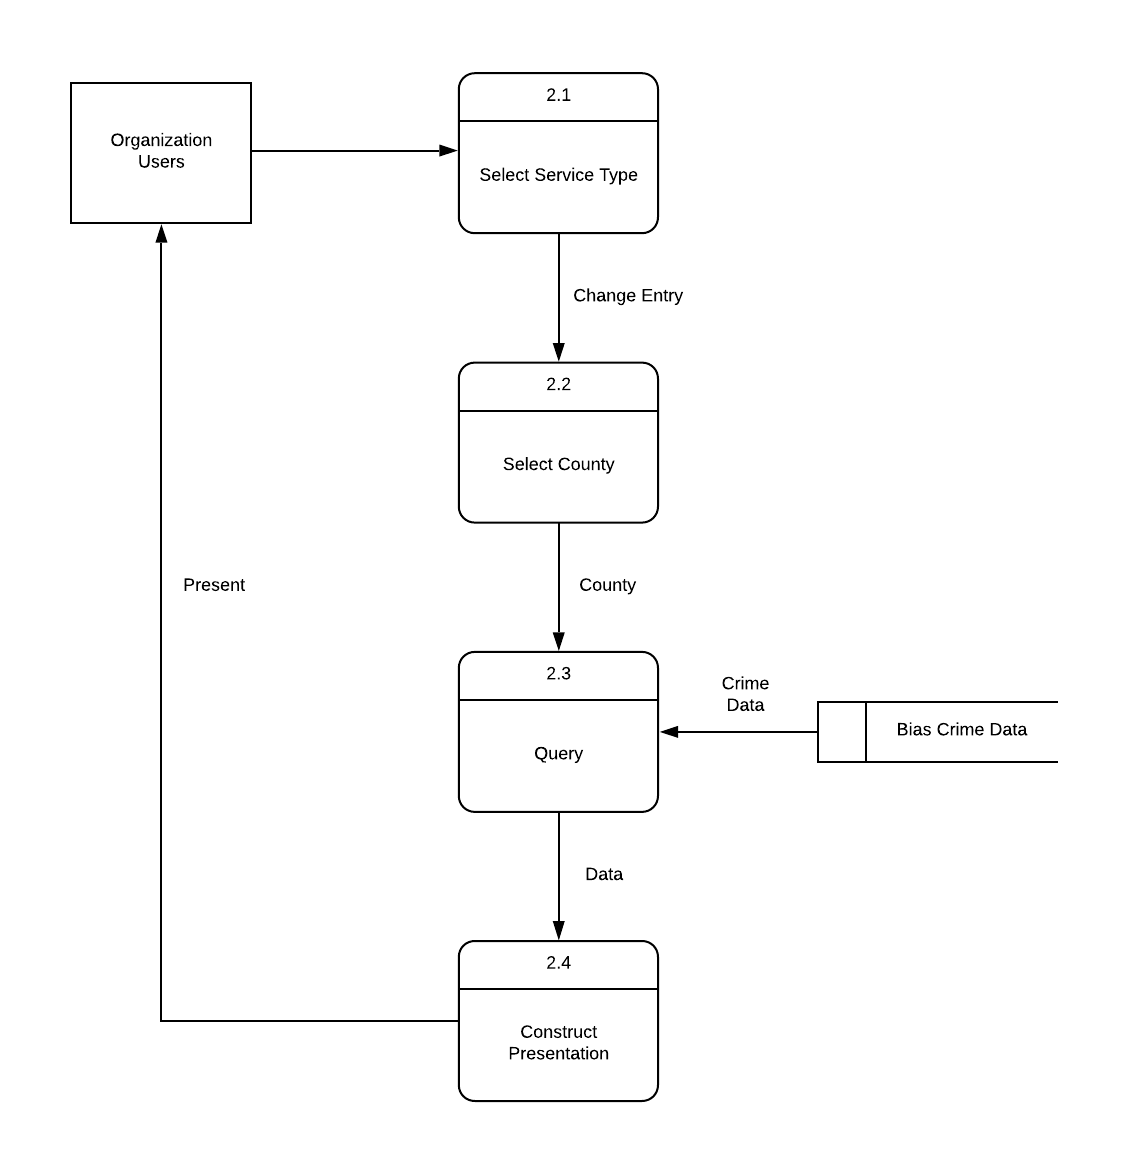 Organization
Users
2.1
Select Service Type
Change Entry
2.2
Select County
Present
County
2.3
Query
Crime
Data
Bias Crime Data
Data
2.4
Construct
Presentation